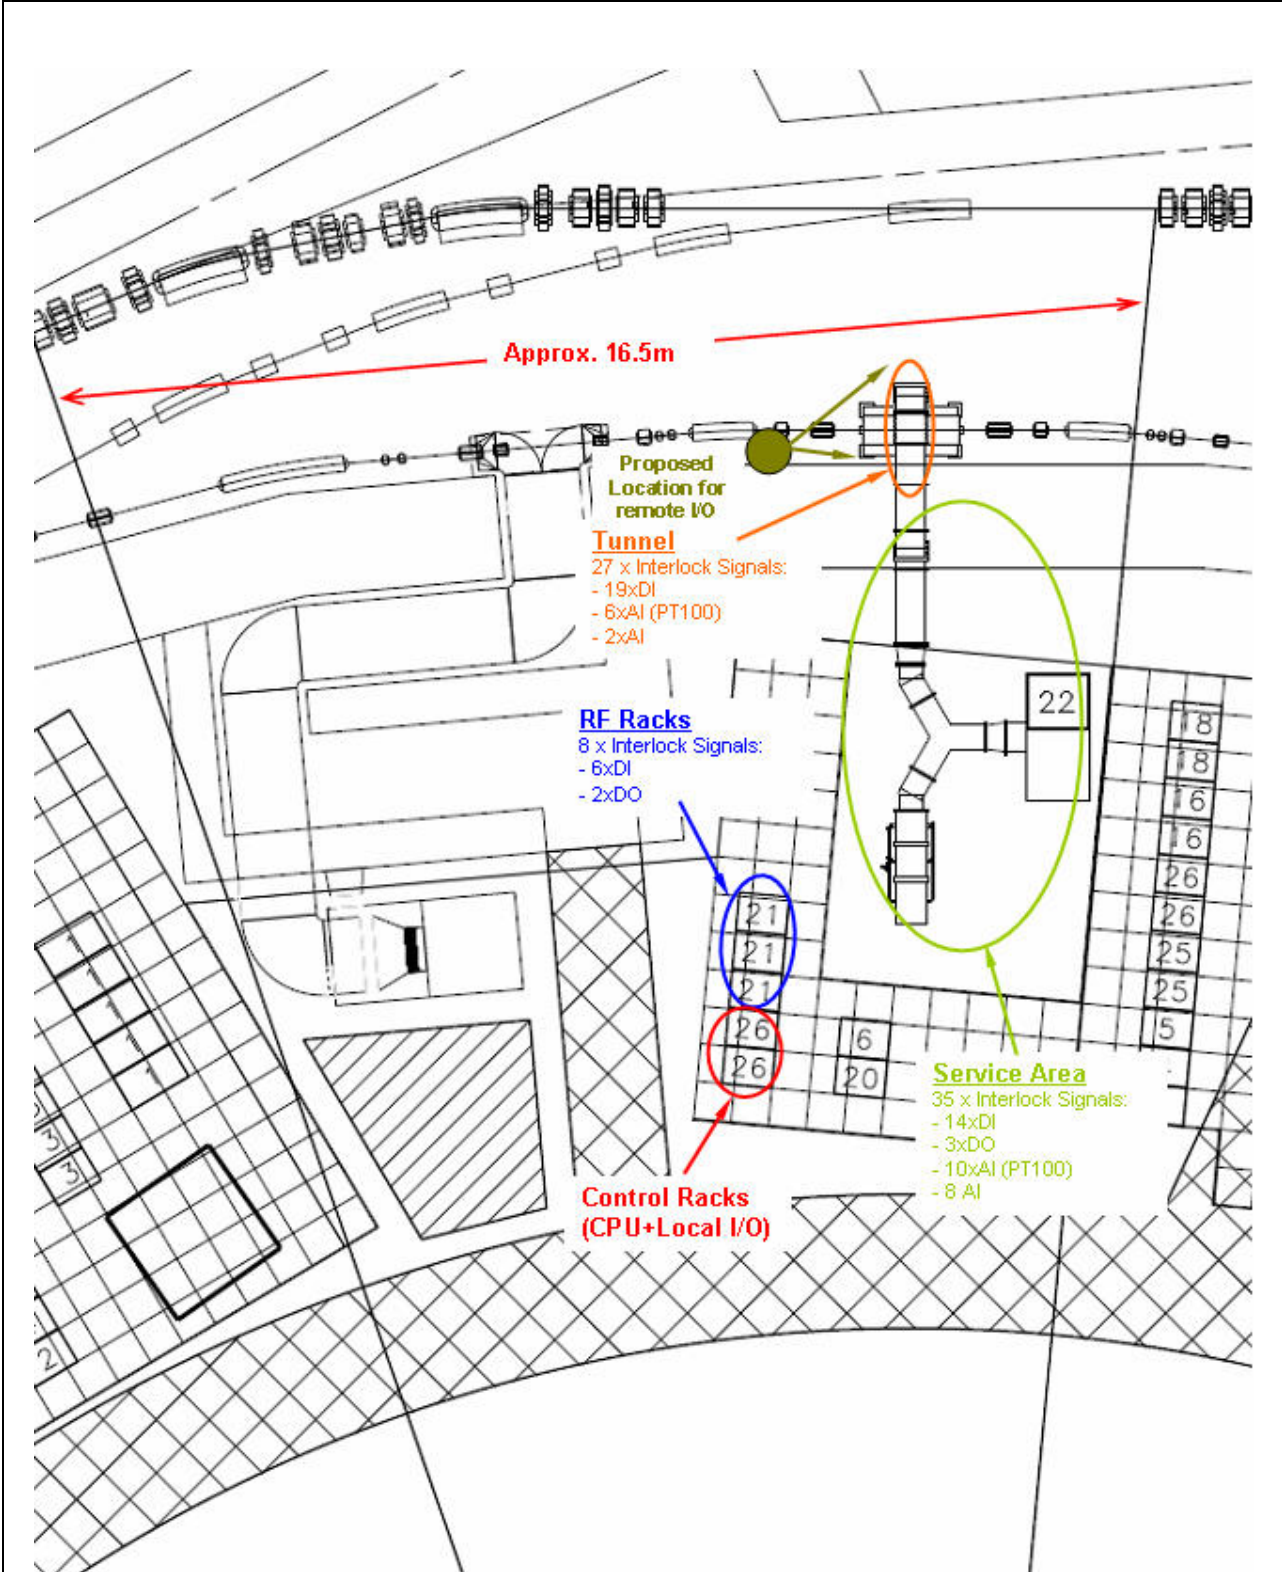 Approx. 16.5m
Proposed
Location for
remote I/O
Tunnel
27 x Interlock Signals:
- 19xDI
- 6xAI (PT100)
- 2xAI
RF Racks
8 x Interlock Signals:
- 6xDI
- 2xDO
22
18
18
16
16
26
26
25
25
5
21
21
21
26
26
6
20
Service Area
35 x Interlock Signals:
- 14xDI
- 3xDO
- 10xAI (PT100)
- 8 AI
Control Racks
(CPU+Local I/O)
3
3
2